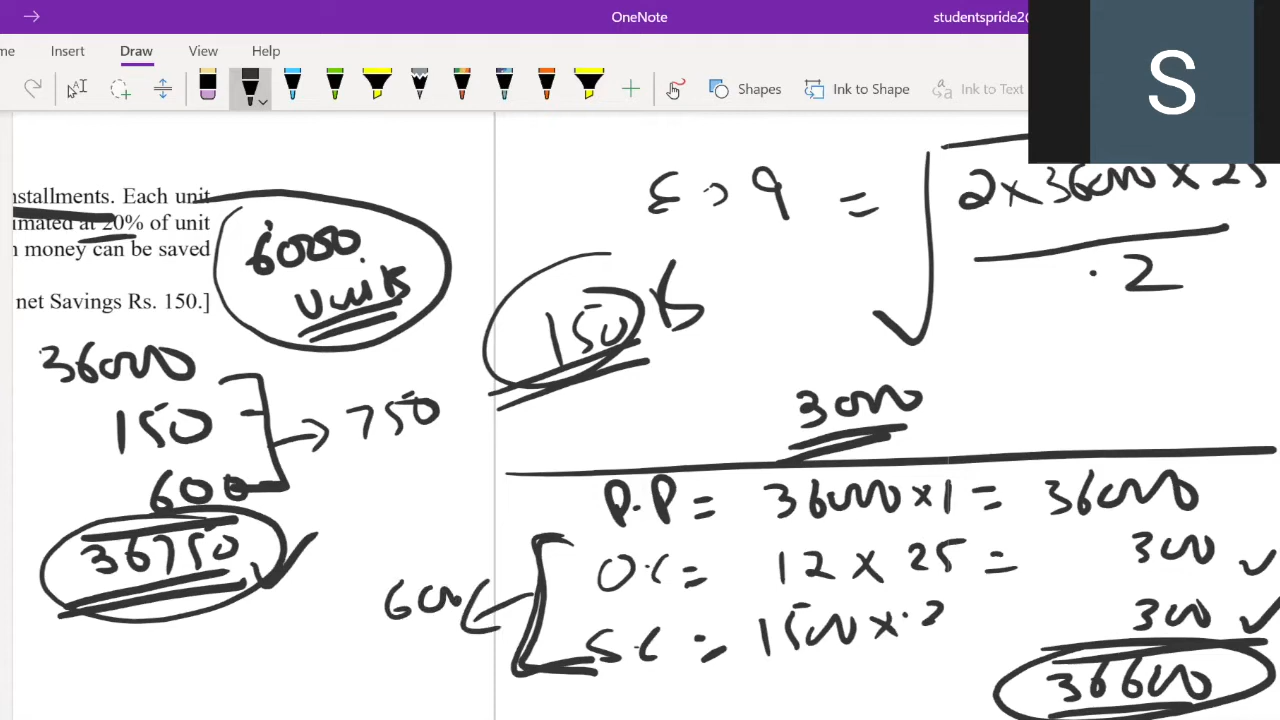 OneNote
studentspride2(
S
me Insert Draw View Help
Shapes Ink to Shape Ink to Text
nstallments. Each unit
imated at 20% of unit
n money can be saved
net Savings Rs. 150.]
6000
units
36000
150
600
750
36750
E O Q = √ 2 x 36000 x 25
.2
150
3000
P.P = 36000 x 1 = 36000
O.C = 12 x 25 = 300
600
S.C = 1500 x .2 300
36600